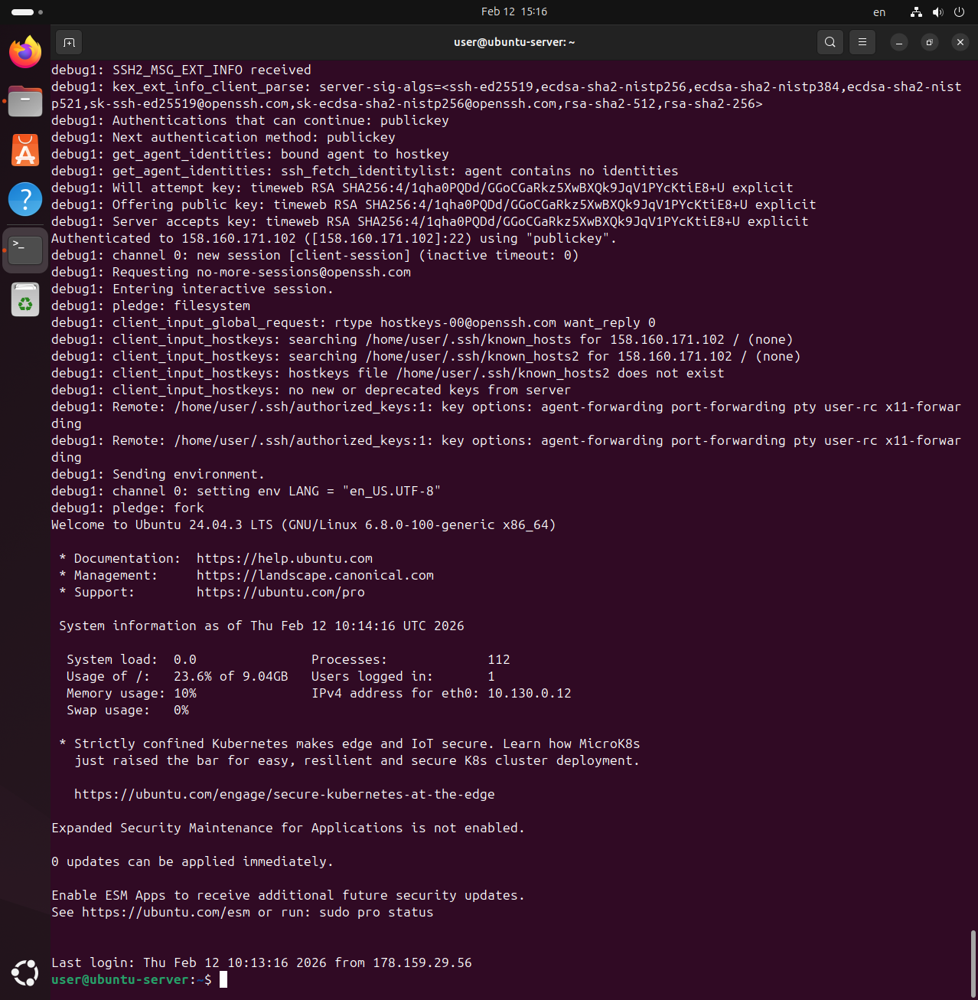 Feb 12 15:16
en
user@ubuntu-server: ~
debug1: SSH2_MSG_EXT_INFO received
debug1: kex_ext_info_client_parse: server-sig-algs=<ssh-ed25519,ecdsa-sha2-nistp256,ecdsa-sha2-nistp384,ecdsa-sha2-nist
p521,sk-ssh-ed25519@openssh.com,sk-ecdsa-sha2-nistp256@openssh.com,rsa-sha2-512,rsa-sha2-256>
debug1: Authentications that can continue: publickey
debug1: Next authentication method: publickey
debug1: get_agent_identities: bound agent to hostkey
debug1: get_agent_identities: ssh_fetch_identitylist: agent contains no identities
debug1: Will attempt key: timeweb RSA SHA256:4/1qha0PQDd/GGoCGaRkz5XwBXQk9JqV1PYcKtiE8+U explicit
debug1: Offering public key: timeweb RSA SHA256:4/1qha0PQDd/GGoCGaRkz5XwBXQk9JqV1PYcKtiE8+U explicit
debug1: Server accepts key: timeweb RSA SHA256:4/1qha0PQDd/GGoCGaRkz5XwBXQk9JqV1PYcKtiE8+U explicit
Authenticated to 158.160.171.102 ([158.160.171.102]:22) using "publickey".
debug1: channel 0: new session [client-session] (inactive timeout: 0)
debug1: Requesting no-more-sessions@openssh.com
debug1: Entering interactive session.
debug1: pledge: filesystem
debug1: client_input_global_request: rtype hostkeys-00@openssh.com want_reply 0
debug1: client_input_hostkeys: searching /home/user/.ssh/known_hosts for 158.160.171.102 / (none)
debug1: client_input_hostkeys: searching /home/user/.ssh/known_hosts2 for 158.160.171.102 / (none)
debug1: client_input_hostkeys: hostkeys file /home/user/.ssh/known_hosts2 does not exist
debug1: client_input_hostkeys: no new or deprecated keys from server
debug1: Remote: /home/user/.ssh/authorized_keys:1: key options: agent-forwarding port-forwarding pty user-rc x11-forwar
ding
debug1: Remote: /home/user/.ssh/authorized_keys:1: key options: agent-forwarding port-forwarding pty user-rc x11-forwar
ding
debug1: Sending environment.
debug1: channel 0: setting env LANG = "en_US.UTF-8"
debug1: pledge: fork
Welcome to Ubuntu 24.04.3 LTS (GNU/Linux 6.8.0-100-generic x86_64)
* Documentation:  https://help.ubuntu.com
* Management:     https://landscape.canonical.com
* Support:        https://ubuntu.com/pro
System information as of Thu Feb 12 10:14:16 UTC 2026
System load:  0.0               Processes:             112
Usage of /:   23.6% of 9.04GB   Users logged in:       1
Memory usage: 10%               IPv4 address for eth0: 10.130.0.12
Swap usage:   0%
* Strictly confined Kubernetes makes edge and IoT secure. Learn how MicroK8s
just raised the bar for easy, resilient and secure K8s cluster deployment.
https://ubuntu.com/engage/secure-kubernetes-at-the-edge
Expanded Security Maintenance for Applications is not enabled.
0 updates can be applied immediately.
Enable ESM Apps to receive additional future security updates.
See https://ubuntu.com/esm or run: sudo pro status
Last login: Thu Feb 12 10:13:16 2026 from 178.159.29.56
user@ubuntu-server:~$